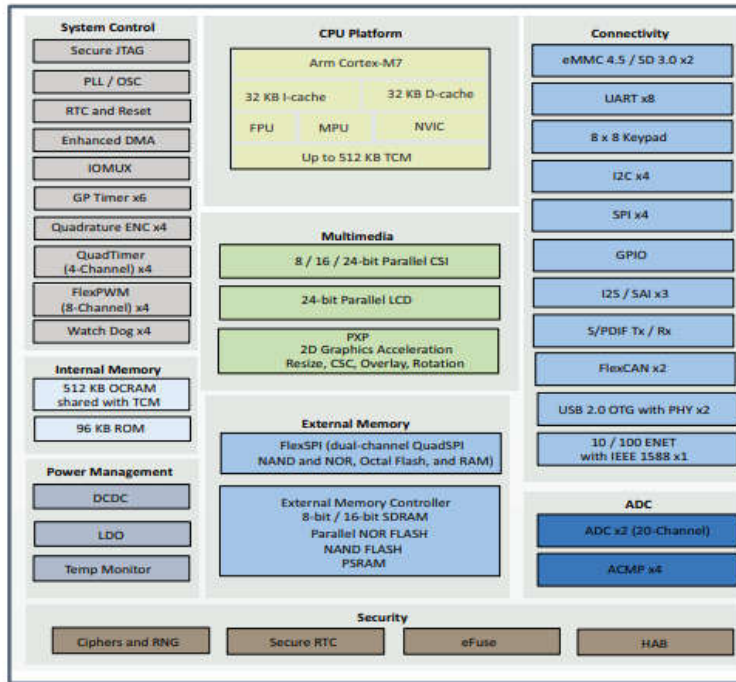 System Control
Secure JTAG
PLL / OSC
RTC and Reset
Enhanced DMA
IOMUX
GP Timer x6
Quadrature ENC x4
QuadTimer
(4-Channel) x4
FlexPWM
(8-Channel) x4
Watch Dog x4
Internal Memory
512 KB OCRAM
shared with TCM
96 KB ROM
Power Management
DCDC
LDO
Temp Monitor
CPU Platform
Arm Cortex-M7
32 KB I-cache
32 KB D-cache
FPU
MPU
NVIC
Up to 512 KB TCM
Multimedia
8 / 16 / 24-bit Parallel CSI
24-bit Parallel LCD
PXP
2D Graphics Acceleration
Resize, CSC, Overlay, Rotation
External Memory
FlexSPI (dual-channel QuadSPI
NAND and NOR, Octal Flash, and RAM)
External Memory Controller
8-bit / 16-bit SDRAM
Parallel NOR FLASH
NAND FLASH
PSRAM
Connectivity
eMMC 4.5 / SD 3.0 x2
UART x8
8 x 8 Keypad
I2C x4
SPI x4
GPIO
I2S / SAI x3
S/PDIF Tx / Rx
FlexCAN x2
USB 2.0 OTG with PHY x2
10 / 100 ENET
with IEEE 1588 x1
ADC
ADC x2 (20-Channel)
ACMP x4
Security
Ciphers and RNG
Secure RTC
eFuse
HAB